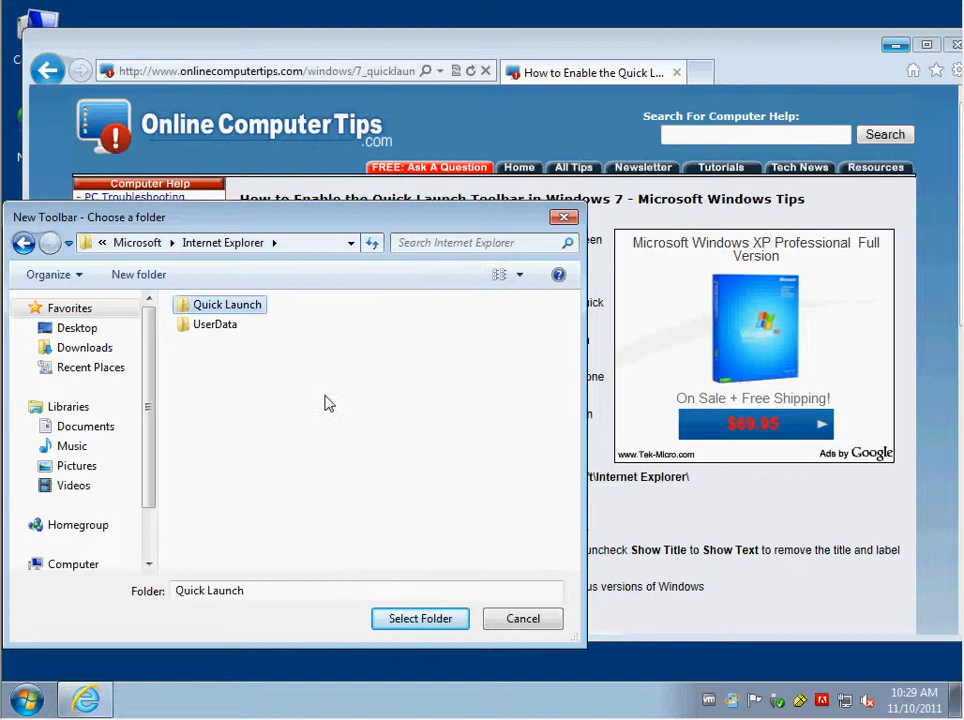 http://www.onlinecomputertips.com/windows/7_quicklaun
How to Enable the Quick L...
Online Computer Tips
.com
Search For Computer Help:
Search
FREE: Ask A Question
Home
All Tips
Newsletter
Tutorials
Tech News
Resources
Computer Help
- PC Troubleshooting
How to Enable the Quick Launch Toolbar in Windows 7 - Microsoft Windows Tips
New Toolbar - Choose a folder
« Microsoft Internet Explorer
Search Internet Explorer
Organize
New folder
Favorites
Desktop
Downloads
Recent Places
Libraries
Documents
Music
Pictures
Videos
Homegroup
Computer
Quick Launch
UserData
Folder: Quick Launch
Select Folder
Cancel
Microsoft Windows XP Professional Full
Version
On Sale + Free Shipping!
$69.95
www.Tek-Micro.com
Ads by Google
ft\Internet Explorer\
uncheck Show Title to Show Text to remove the title and label
us versions of Windows
10:29 AM
11/10/2011